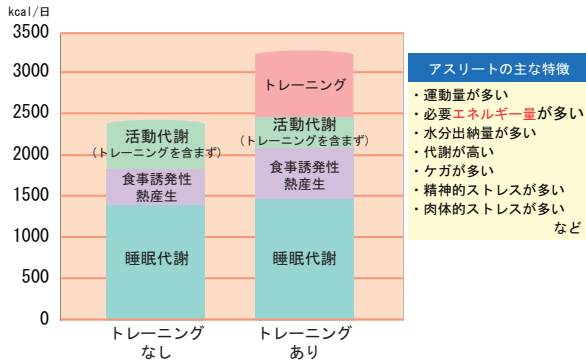 kcal/日
3500
3000
2500
2000
1500
1000
500
0
活動代謝
(トレーニングを含まず)
食事誘発性
熱産生
睡眠代謝
トレーニング
なし
トレーニング
活動代謝
(トレーニングを含まず)
食事誘発性
熱産生
睡眠代謝
トレーニング
あり
アスリートの主な特徴
・運動量が多い
・必要エネルギー量が多い
・水分出納量が多い
・代謝が高い
・ケガが多い
・精神的ストレスが多い
・肉体的ストレスが多い
など